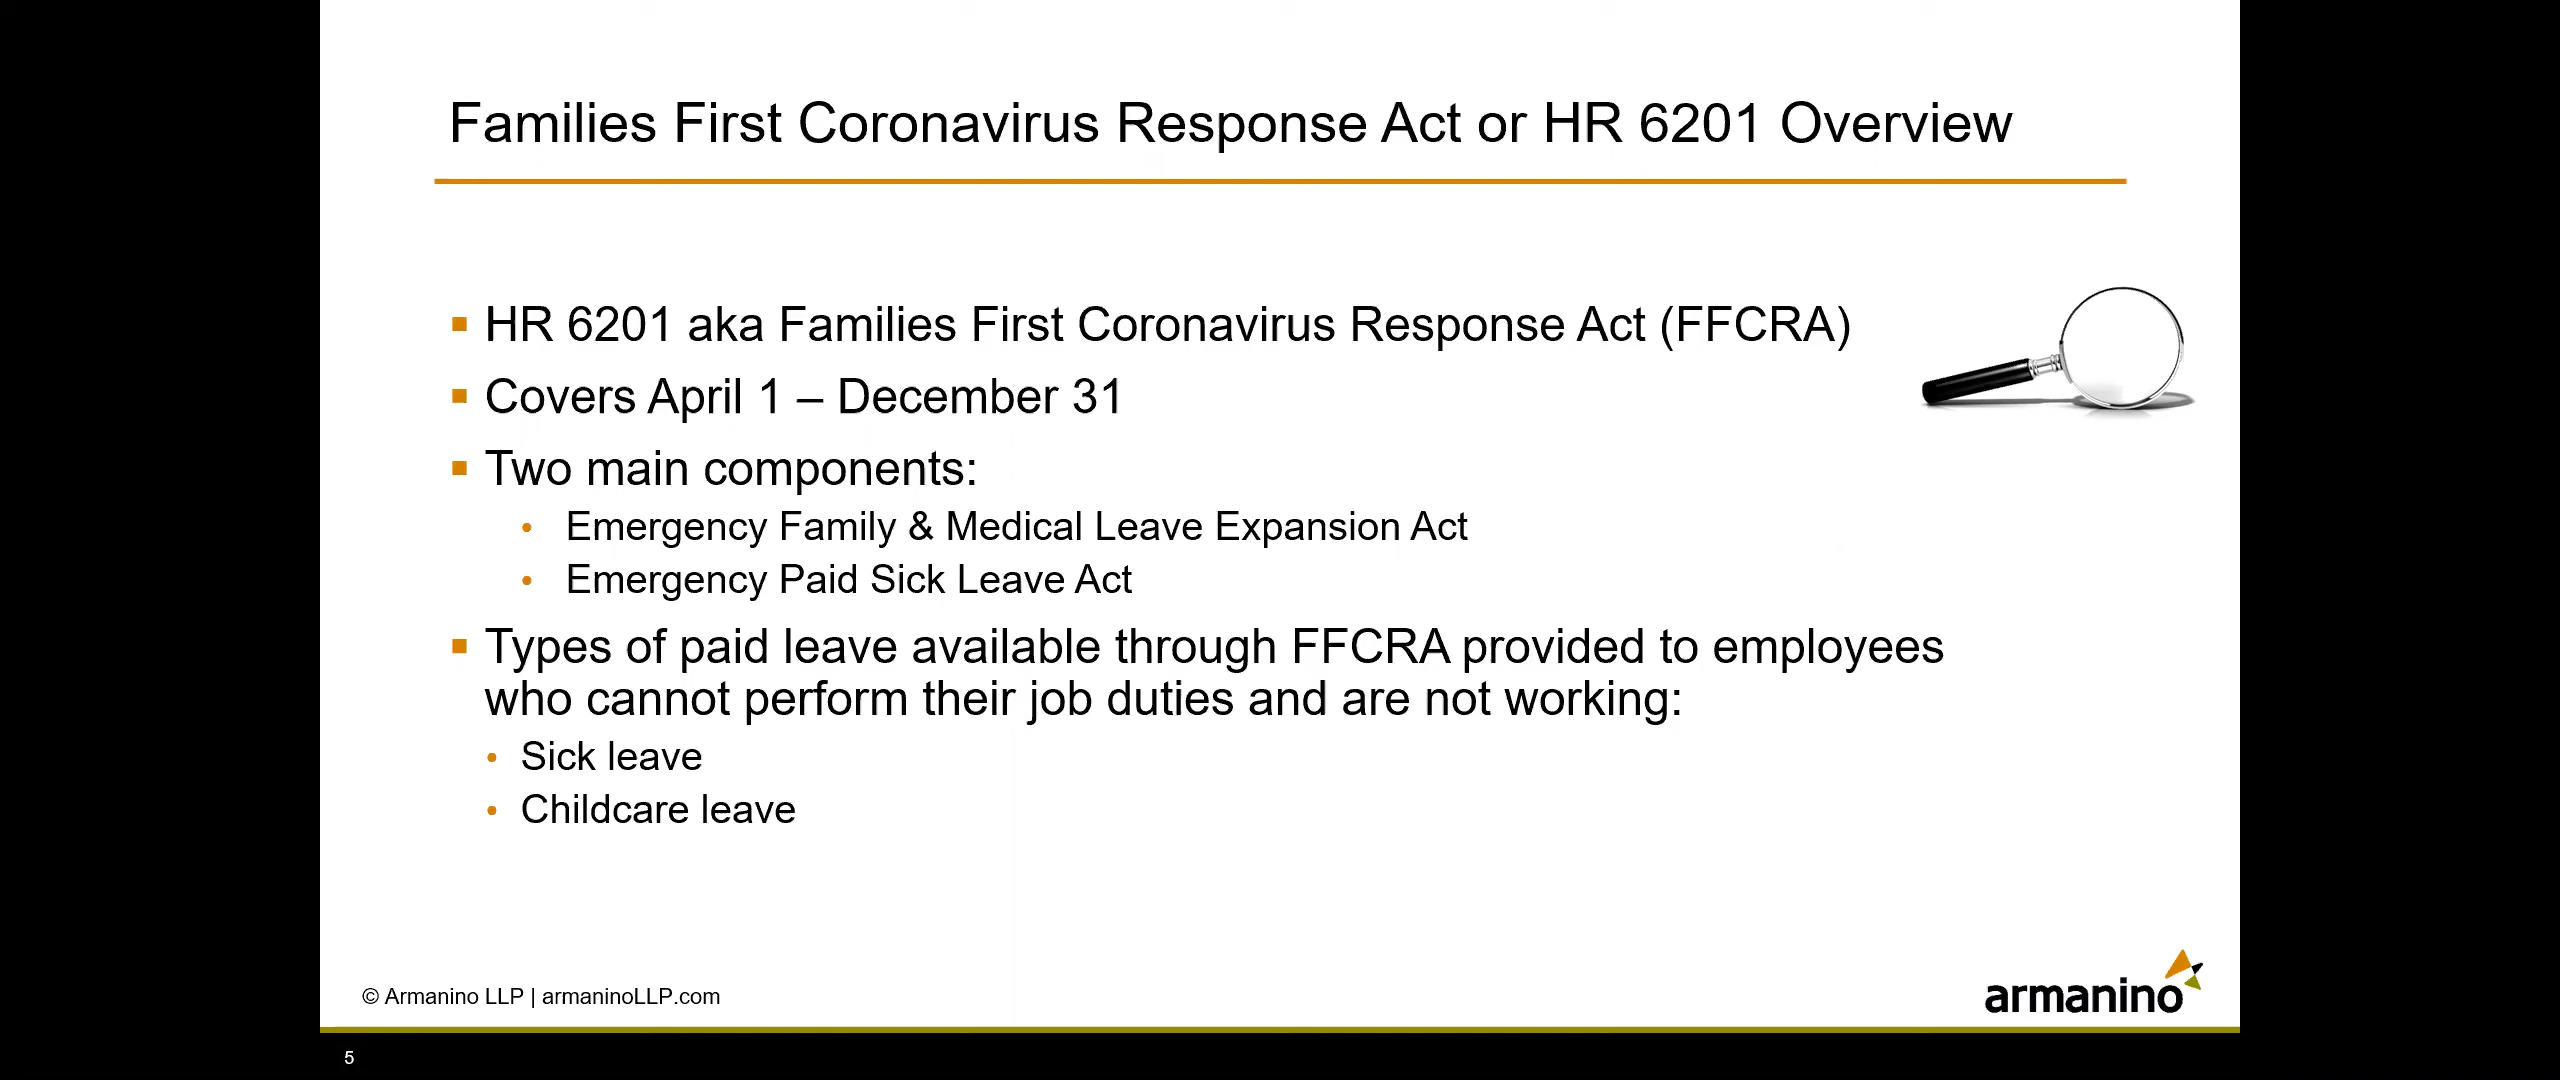 Families First Coronavirus Response Act or HR 6201 Overview
▪ HR 6201 aka Families First Coronavirus Response Act (FFCRA)
▪ Covers April 1 – December 31
▪ Two main components:
• Emergency Family & Medical Leave Expansion Act
• Emergency Paid Sick Leave Act
▪ Types of paid leave available through FFCRA provided to employees
who cannot perform their job duties and are not working:
• Sick leave
• Childcare leave
© Armanino LLP | armaninoLLP.com
armanino
5